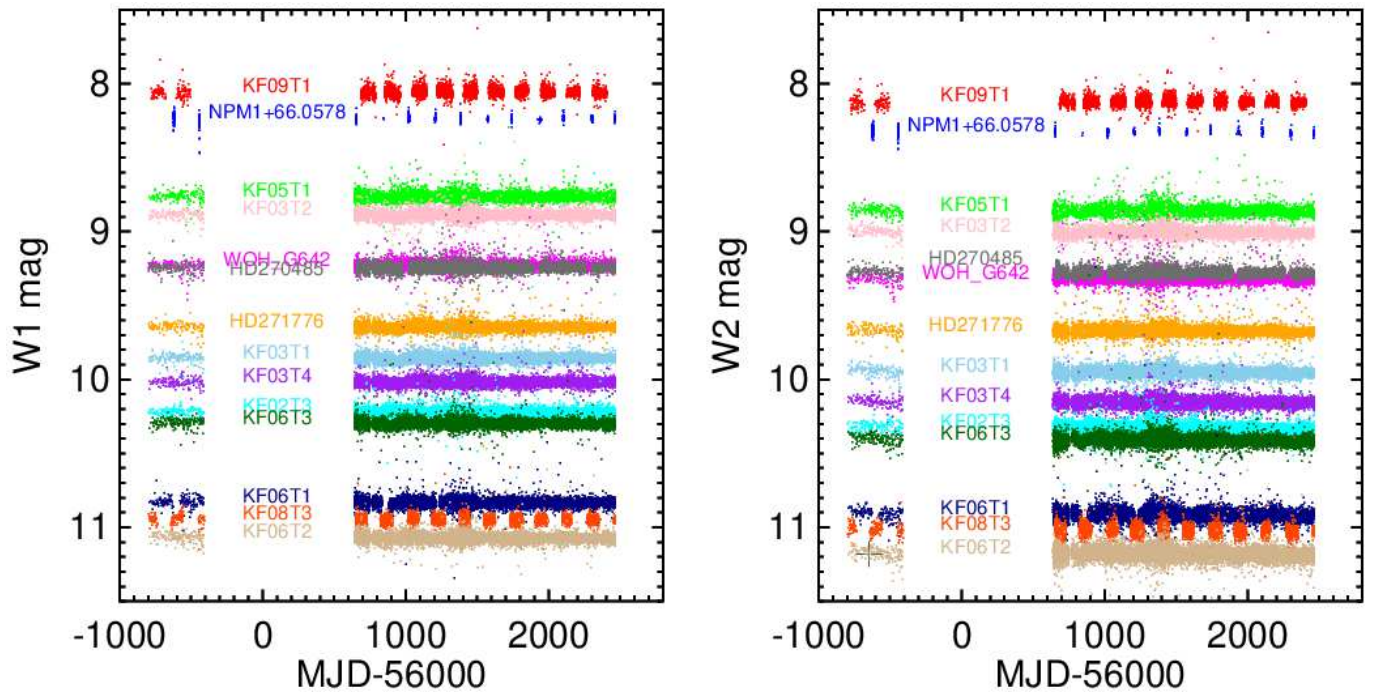 W1 mag
8
9
10
11
KF09T1
NPM1+66.0578
KF05T1
KF03T2
WOH_G642
HD270485
HD271776
KF03T1
KF03T4
KF02T3
KF06T3
KF06T1
KF08T3
KF06T2
-1000 0 1000 2000
MJD-56000
W2 mag
8
9
10
11
KF09T1
NPM1+66.0578
KF05T1
KF03T2
HD270485
WOH_G642
HD271776
KF03T1
KF03T4
KF02T3
KF06T3
KF06T1
KF08T3
KF06T2
-1000 0 1000 2000
MJD-56000